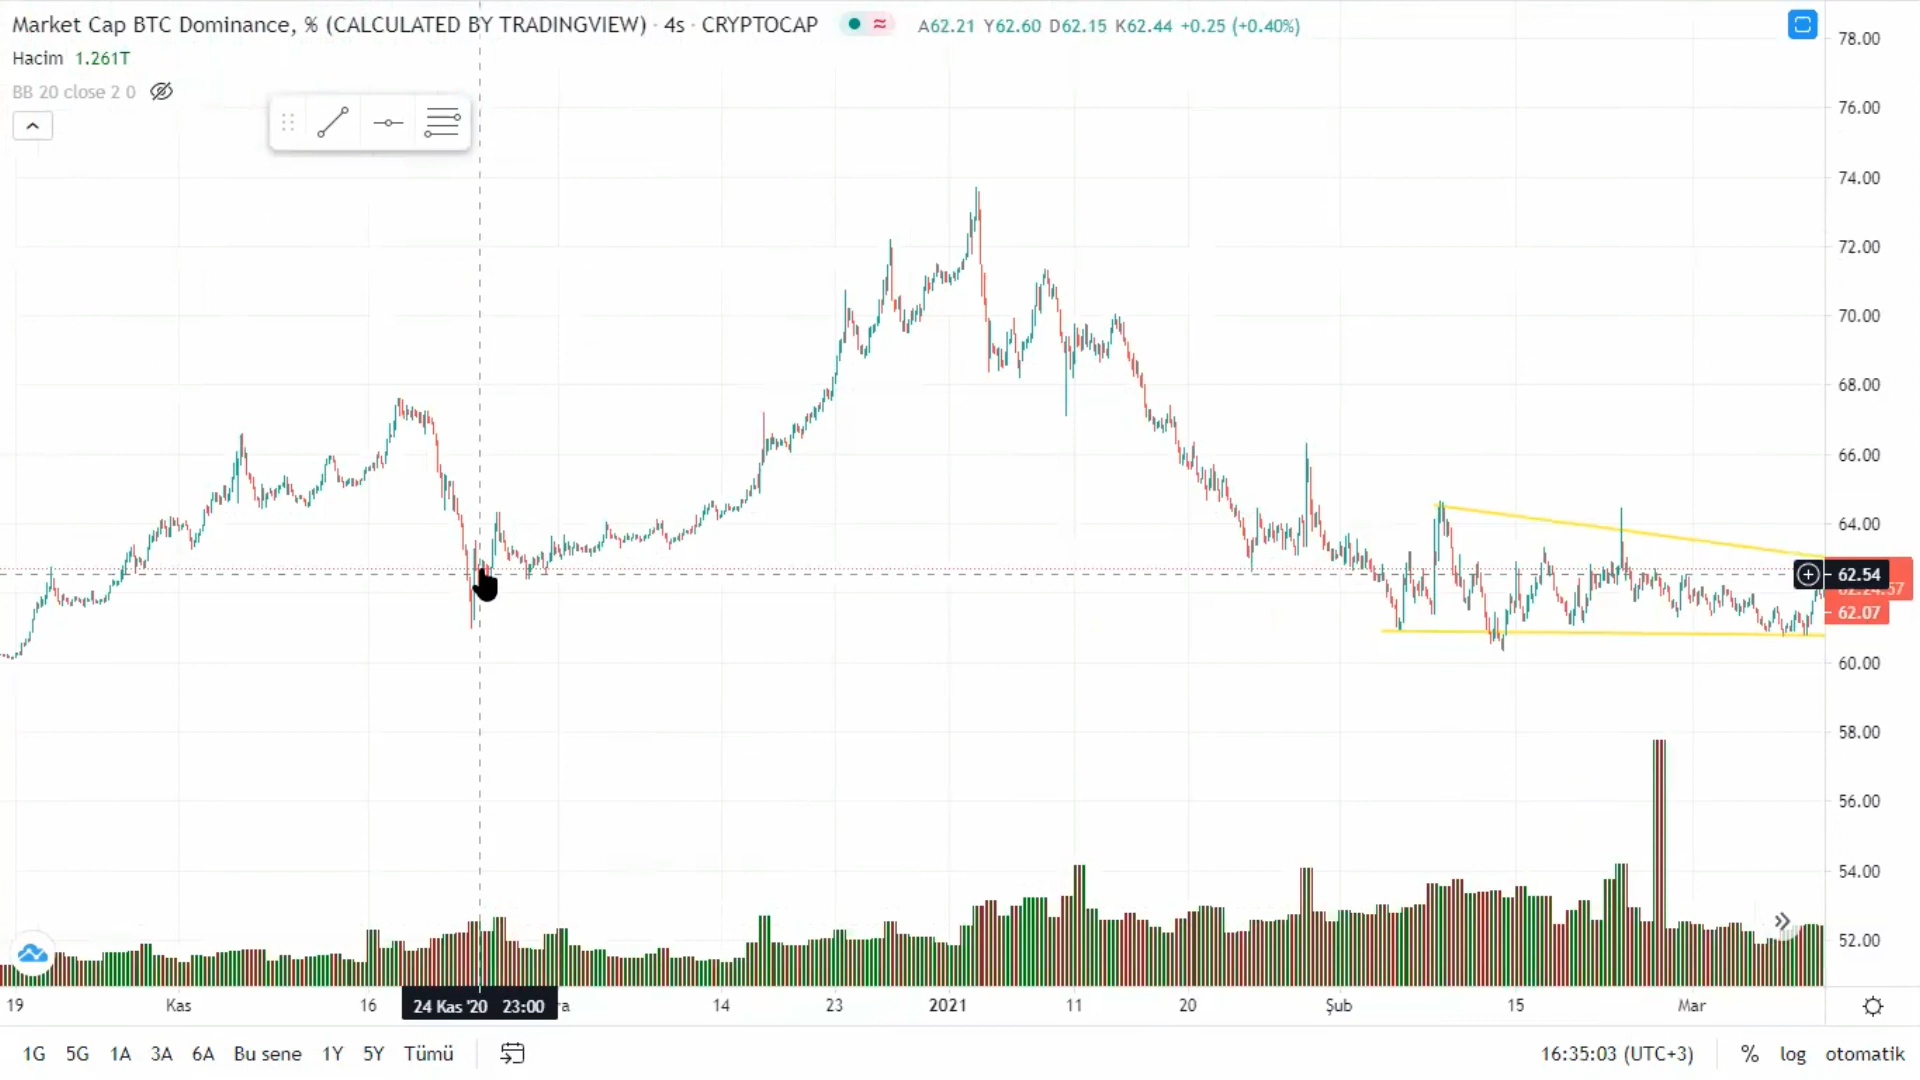 Market Cap BTC Dominance, % (CALCULATED BY TRADINGVIEW) · 4s · CRYPTOCAP
A62.21 Y62.60 D62.15 K62.44 +0.25 (+0.40%)
Hacim 1.261T
BB 20 close 2 0
78.00
76.00
74.00
72.00
70.00
68.00
66.00
64.00
62.54
62.07
60.00
58.00
56.00
54.00
52.00
19 Kas 16 24 Kas '20 23:00 ra 14 23 2021 11 20 Şub 15 Mar
1G 5G 1A 3A 6A Bu sene 1Y 5Y Tümü
16:35:03 (UTC+3) % log otomatik